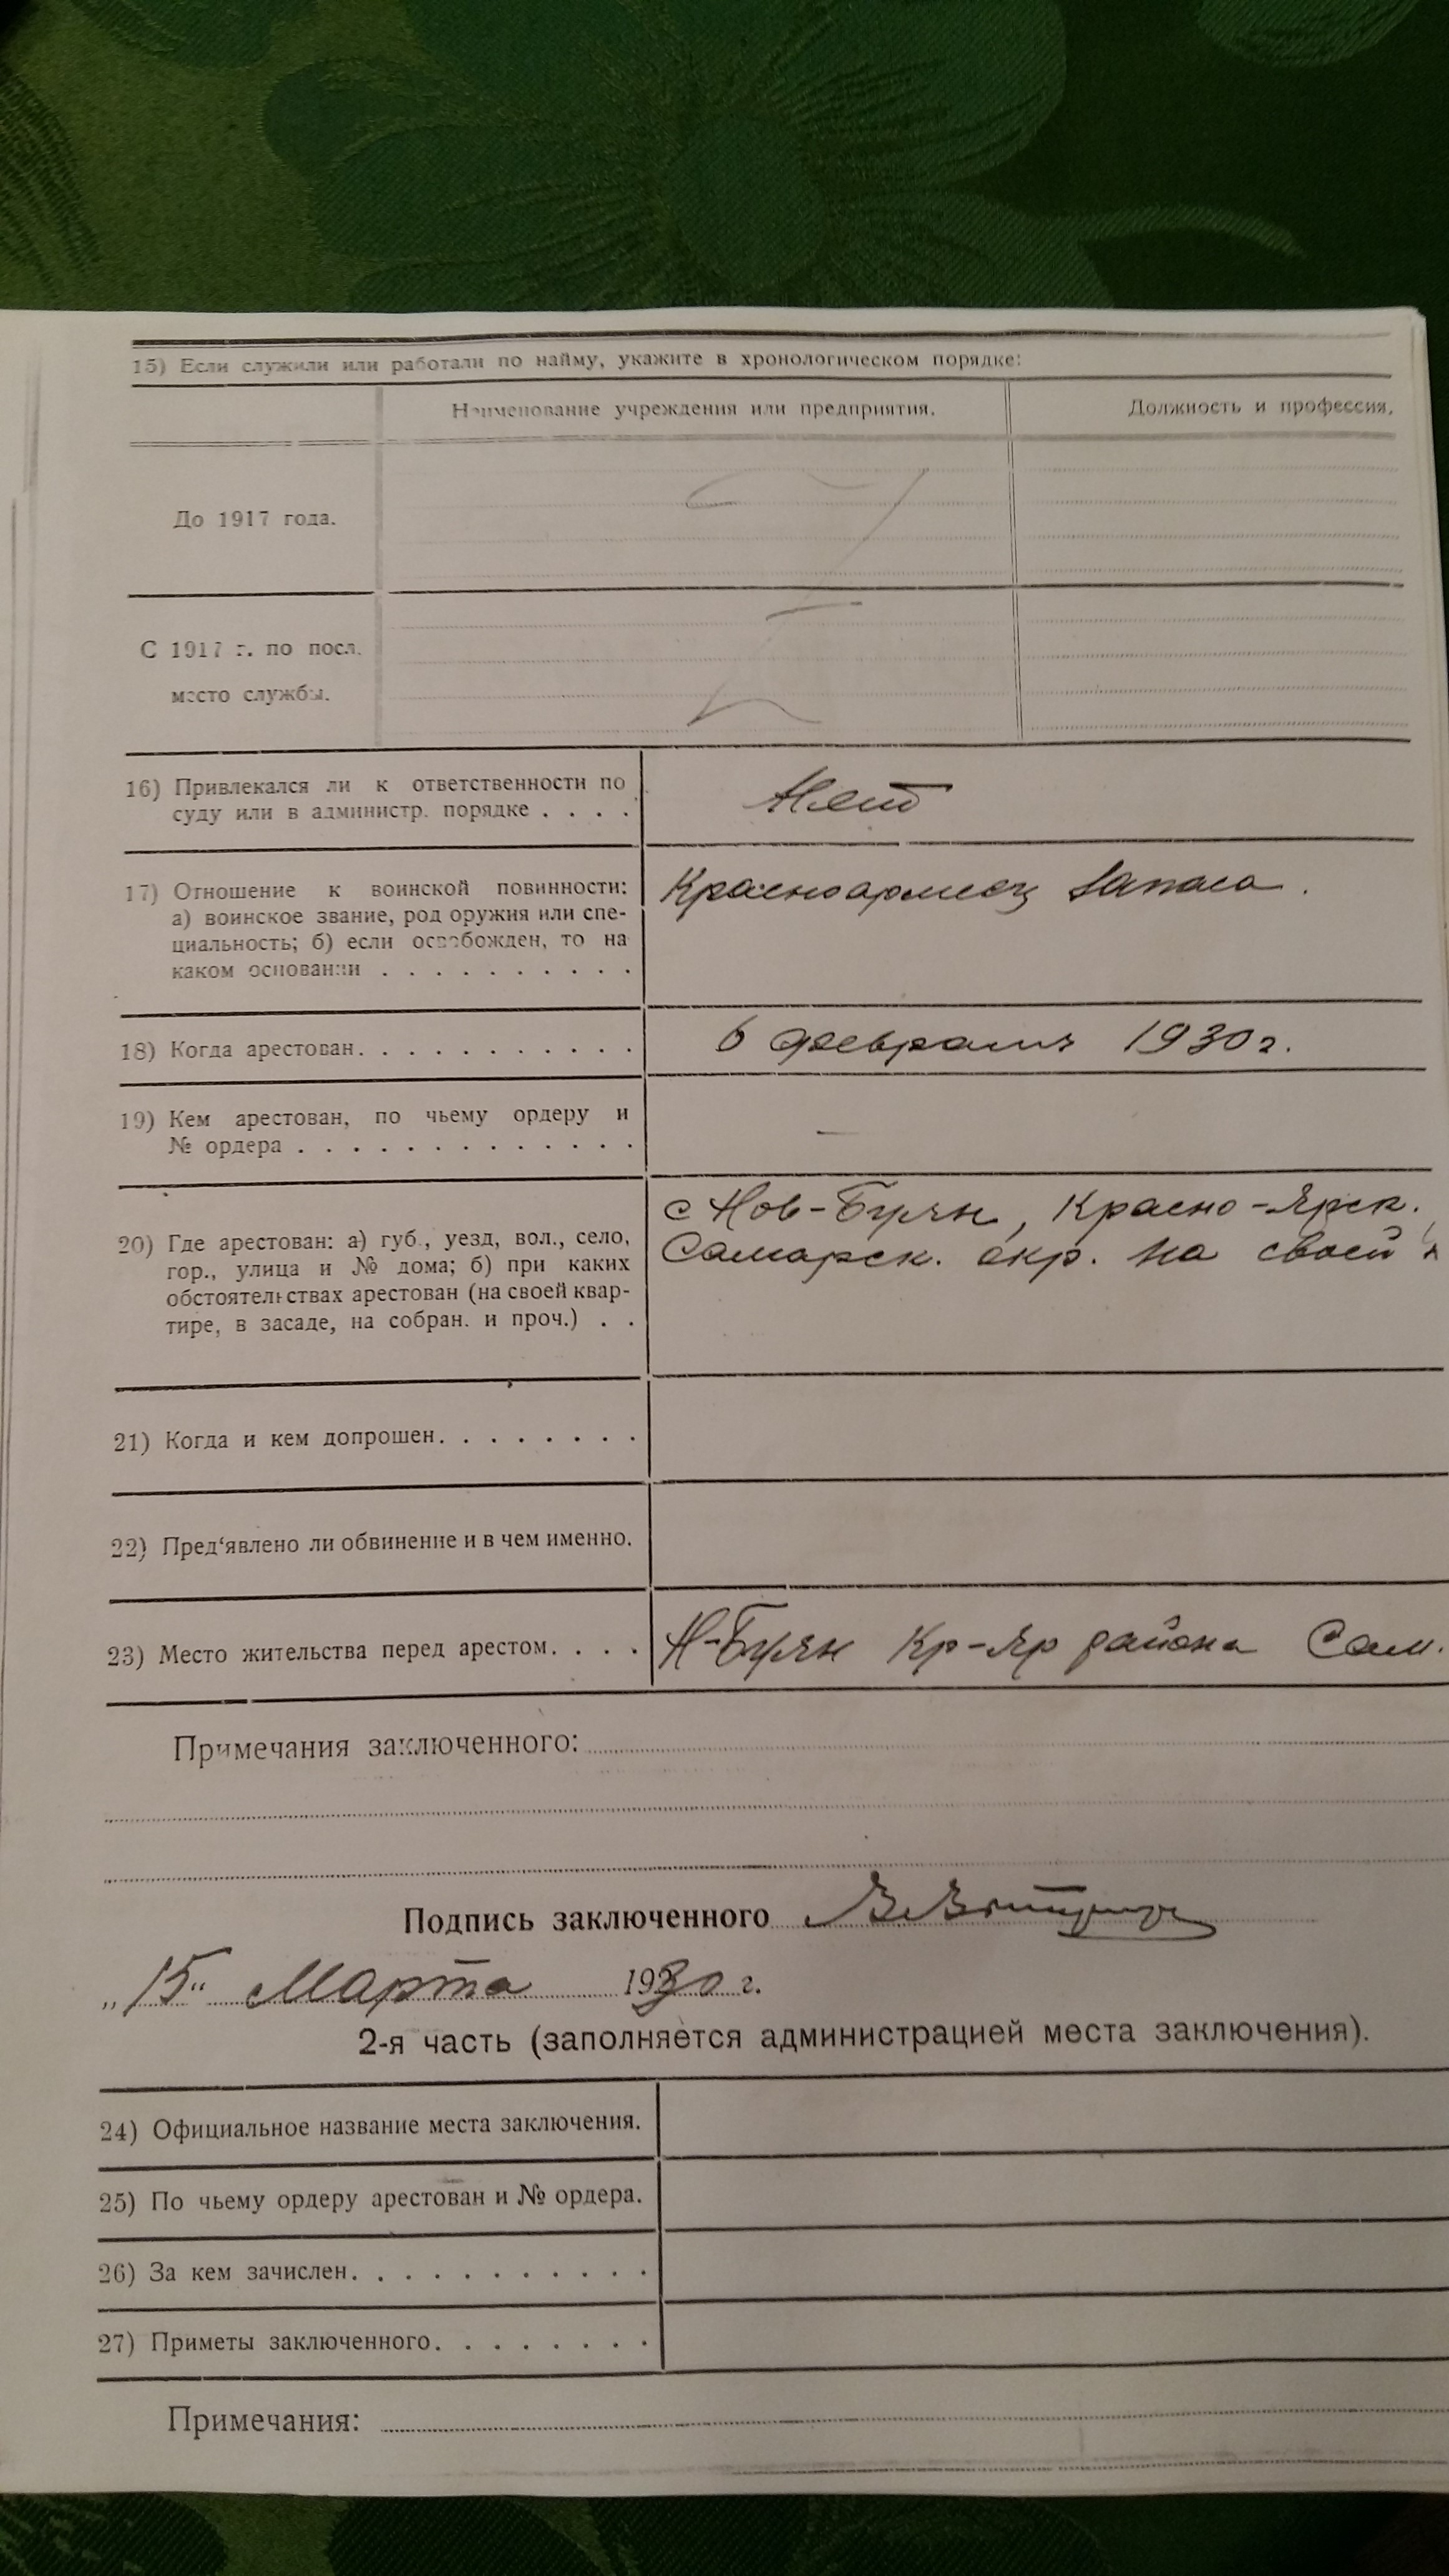 15) Если служили или работали по найму, укажите в хронологическом порядке:
Наименование учреждения или предприятия.
Должность и профессия,
До 1917 года.
С 1917 г. по посл.
место службы.
16) Привлекался ли к ответственности по
суду или в администр. порядке . . . .
Нет
17) Отношение к воинской повинности:
а) воинское звание, род оружия или спе-
циальность; б) если освобожден, то на
каком основании . . . . . . . . . .
Красноармеец запаса.
18) Когда арестован. . . . . . . . . . .
6 февраля 1930 г.
19) Кем арестован, по чьему ордеру и
№ ордера . . . . . . . . . . . . .
—
20) Где арестован: а) губ., уезд, вол., село,
гор., улица и № дома; б) при каких
обстоятельствах арестован (на своей квар-
тире, в засаде, на собран. и проч.) . .
с Нов-Буян, Красно-Ярск.
Самарск. окр. на своей
21) Когда и кем допрошен. . . . . . . .
22) Пред‘явлено ли обвинение и в чем именно.
23) Место жительства перед арестом. . . .
Н-Буян Кр-Яр района Сам.
Примечания заключенного:
Подпись заключенного
„15“ Марта 1930 г.
2-я часть (заполняется администрацией места заключения).
24) Официальное название места заключения.
25) По чьему ордеру арестован и № ордера.
26) За кем зачислен. . . . . . . . . . .
27) Приметы заключенного. . . . . . . .
Примечания: